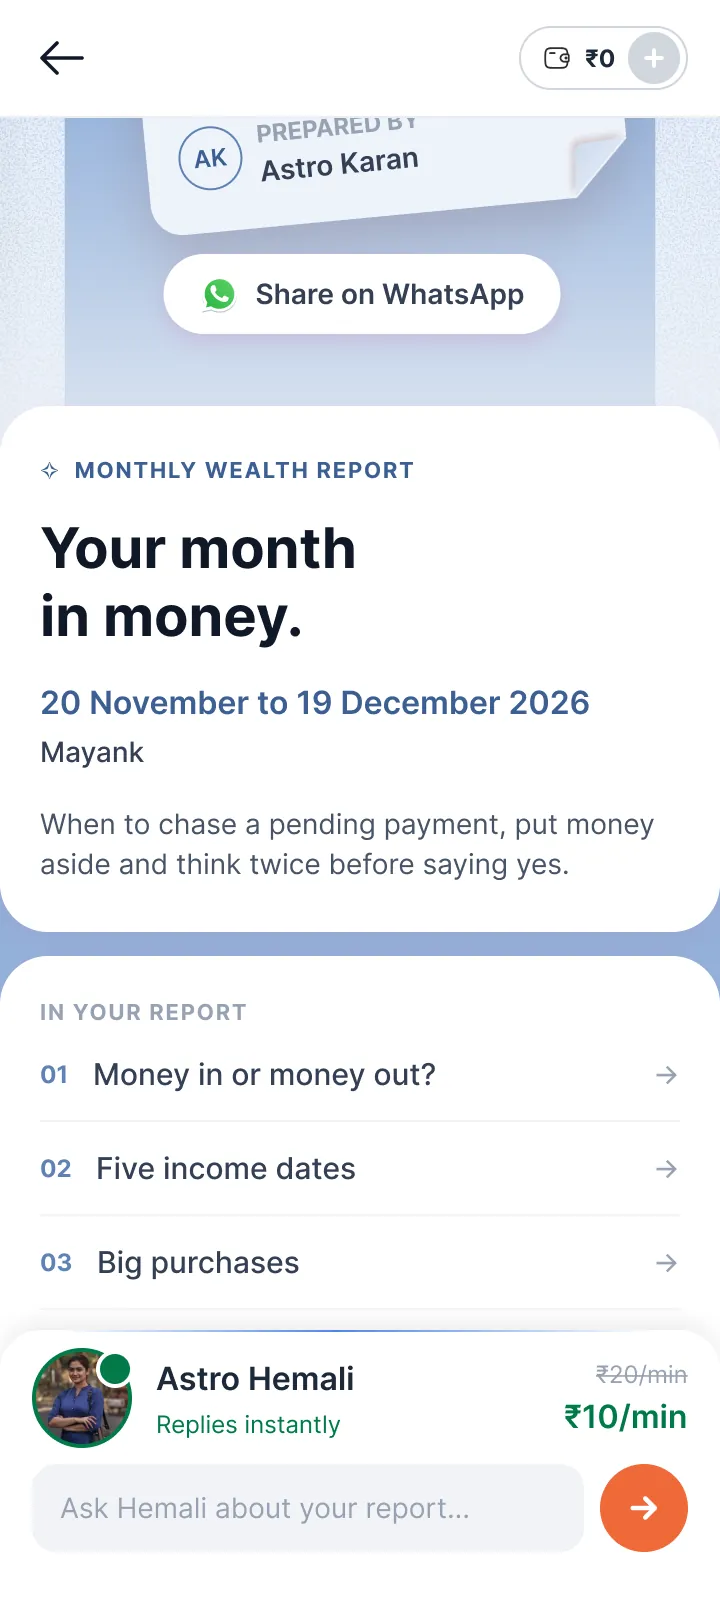 ₹0
PREPARED BY
AK
Astro Karan
Share on WhatsApp
MONTHLY WEALTH REPORT
Your month
in money.
20 November to 19 December 2026
Mayank
When to chase a pending payment, put money
aside and think twice before saying yes.
IN YOUR REPORT
01 Money in or money out?
02 Five income dates
03 Big purchases
Astro Hemali
₹20/min
Replies instantly
₹10/min
Ask Hemali about your report...